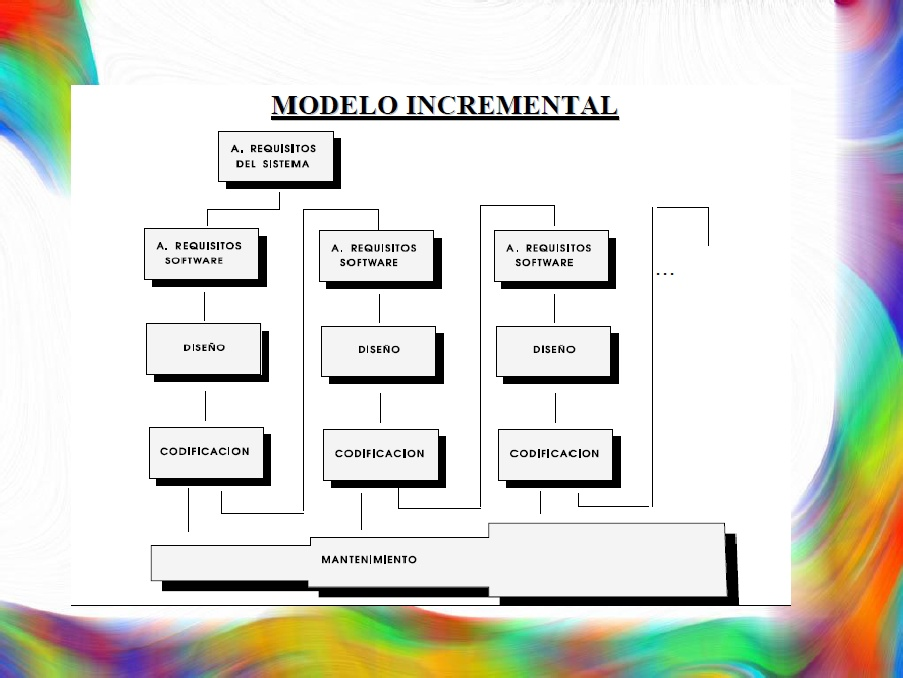 MODELO INCREMENTAL
A. REQUISITOS
DEL SISTEMA
A. REQUISITOS
SOFTWARE
A. REQUISITOS
SOFTWARE
A. REQUISITOS
SOFTWARE
...
DISEÑO
DISEÑO
DISEÑO
CODIFICACION
CODIFICACION
CODIFICACION
MANTENIMIENTO